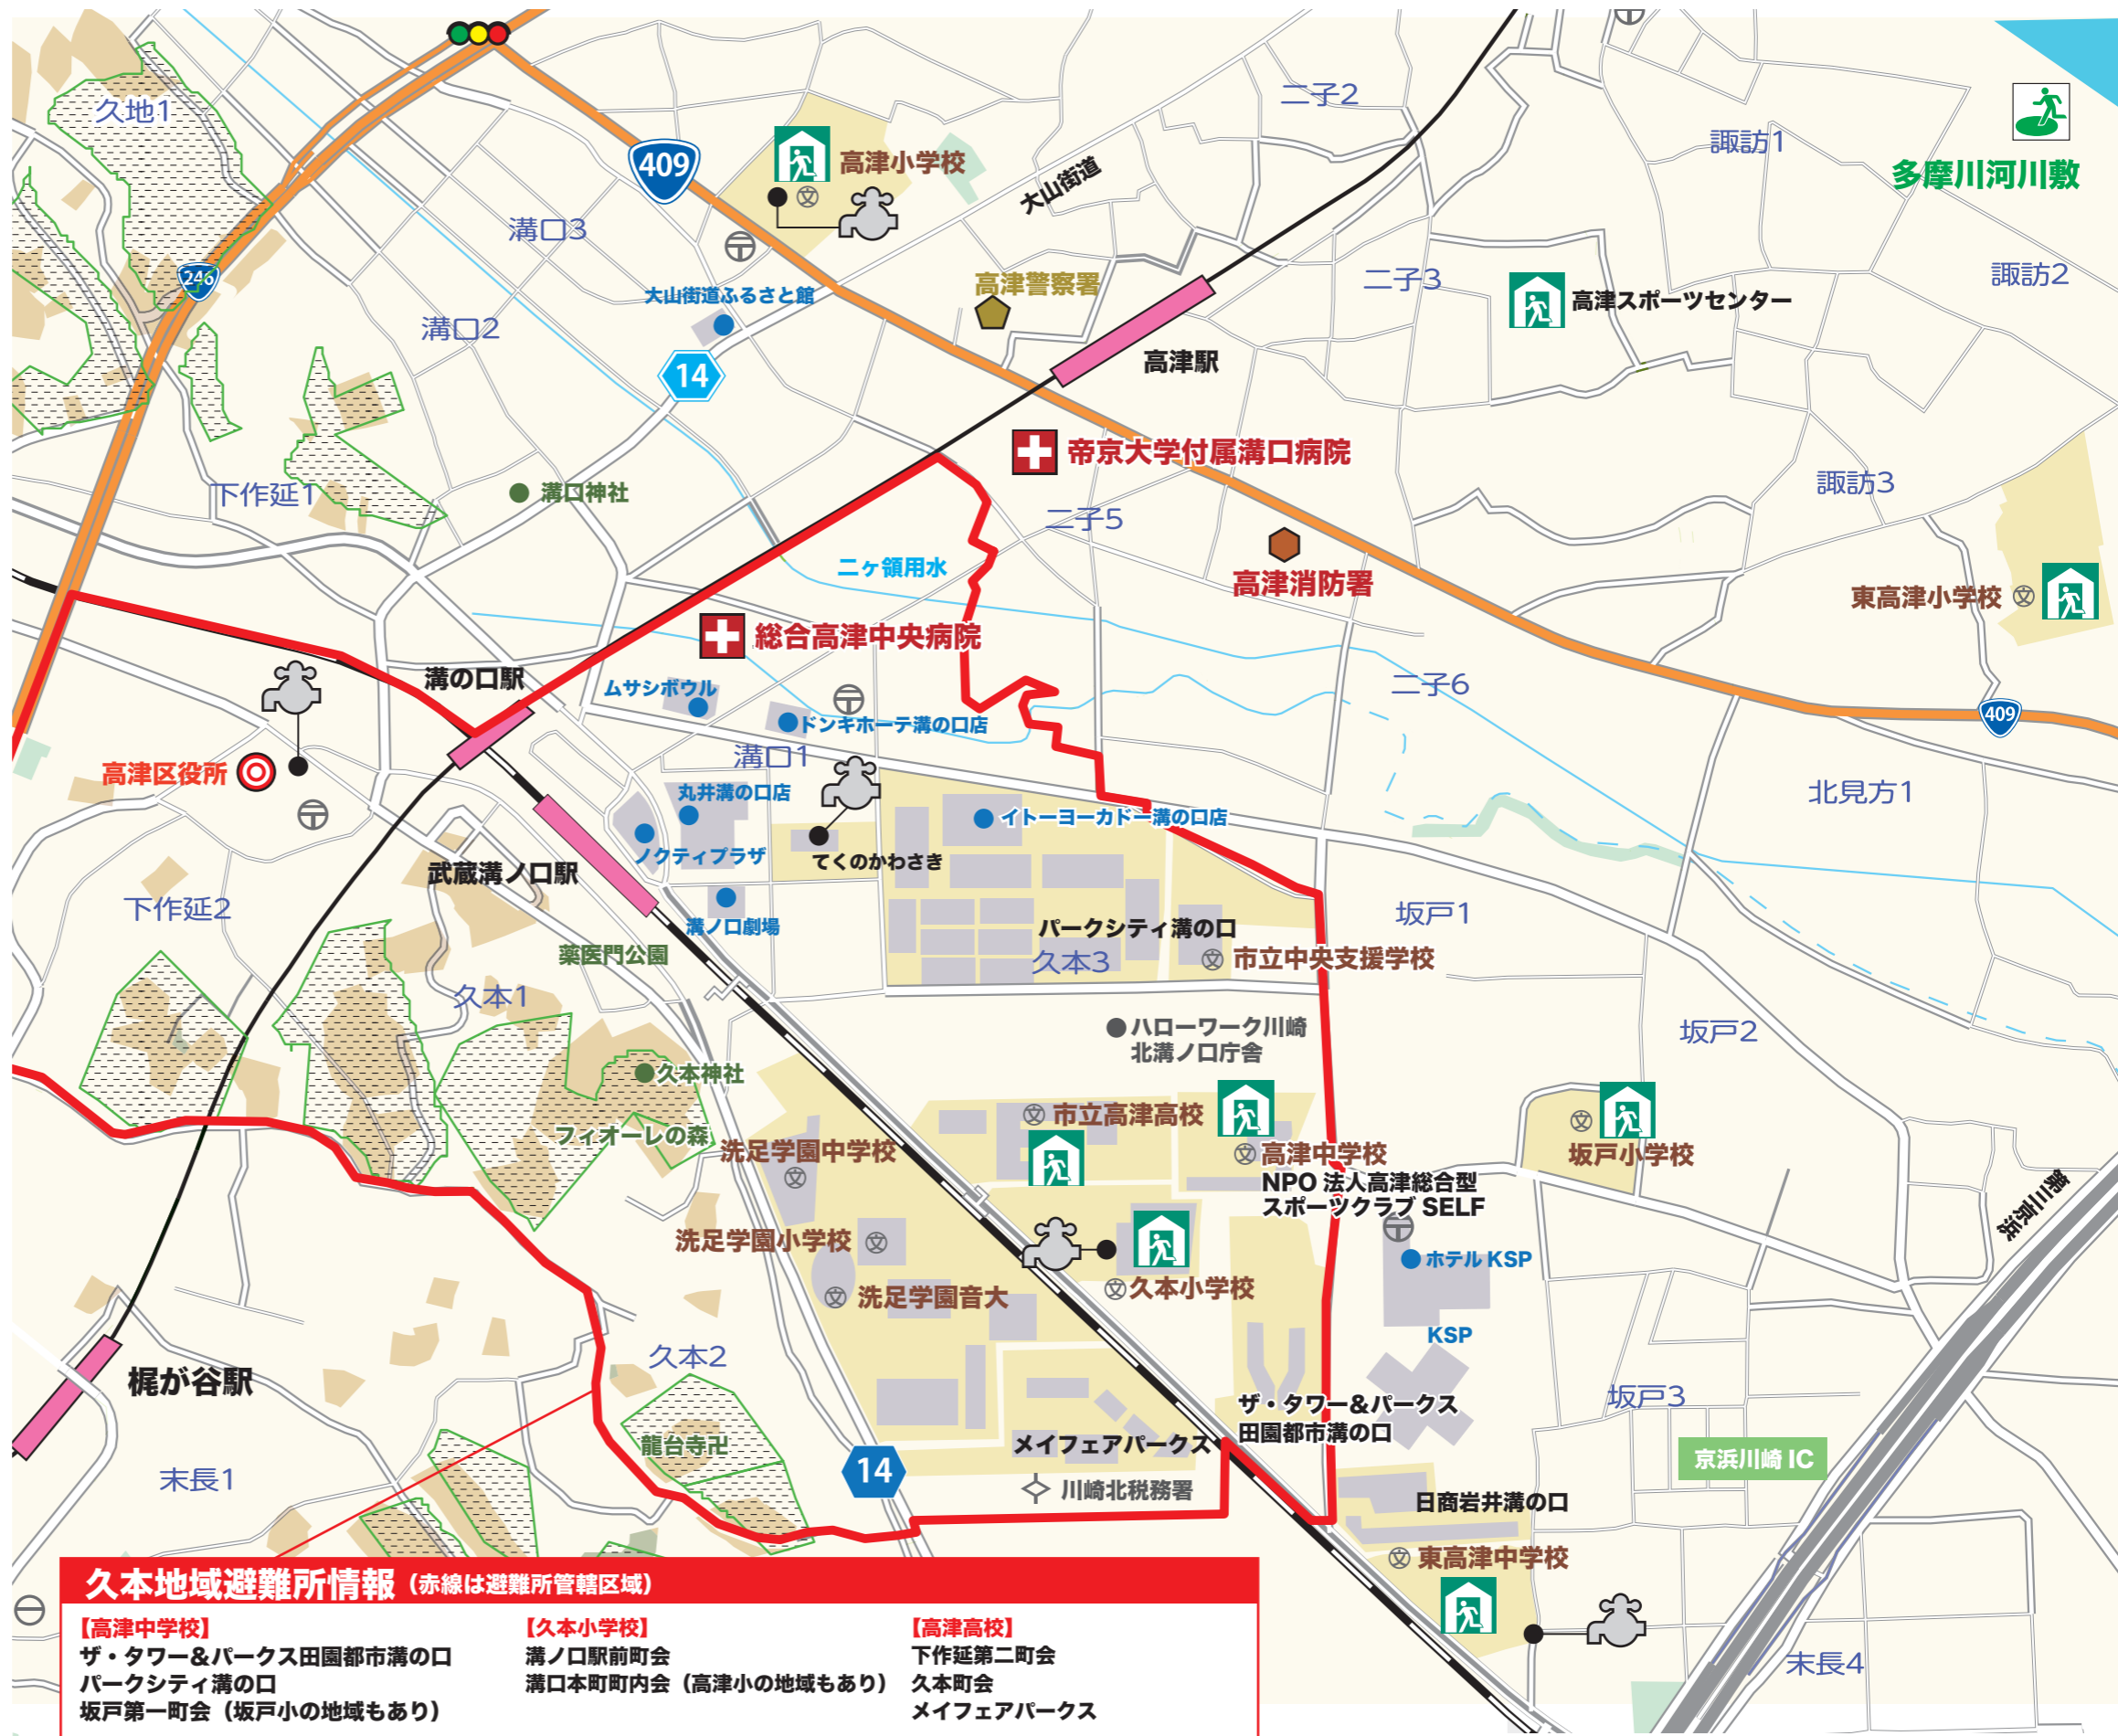 久地1
二子2
諏訪1
409
高津小学校
大山街道
多摩川河川敷
溝口3
246
高津警察署
二子3
諏訪2
大山街道ふるさと館
高津スポーツセンター
溝口2
14
高津駅
帝京大学付属溝口病院
下作延1
溝口神社
二子5
諏訪3
二ヶ領用水
高津消防署
東高津小学校
総合高津中央病院
溝の口駅
ムサシボウル
二子6
ドンキホーテ溝の口店
409
溝口1
高津区役所
丸井溝の口店
北見方1
イトーヨーカドー溝の口店
ノクティプラザ
てくのかわさき
武蔵溝ノ口駅
下作延2
溝ノ口劇場
パークシティ溝の口
坂戸1
薬医門公園
久本3
市立中央支援学校
久本1
ハローワーク川崎
北溝ノ口庁舎
坂戸2
久本神社
市立高津高校
フィオーレの森
洗足学園中学校
高津中学校
坂戸小学校
NPO 法人高津総合型
スポーツクラブ SELF
第三京浜
洗足学園小学校
ホテル KSP
久本小学校
洗足学園音大
KSP
久本2
梶が谷駅
ザ・タワー&パークス
田園都市溝の口
坂戸3
龍台寺卍
メイフェアパークス
京浜川崎 IC
14
末長1
川崎北税務署
日商岩井溝の口
東高津中学校
末長4
久本地域避難所情報（赤線は避難所管轄区域）
【高津中学校】
ザ・タワー&パークス田園都市溝の口
パークシティ溝の口
坂戸第一町会（坂戸小の地域もあり）
【久本小学校】
溝ノ口駅前町会
溝口本町町内会（高津小の地域もあり）
【高津高校】
下作延第二町会
久本町会
メイフェアパークス